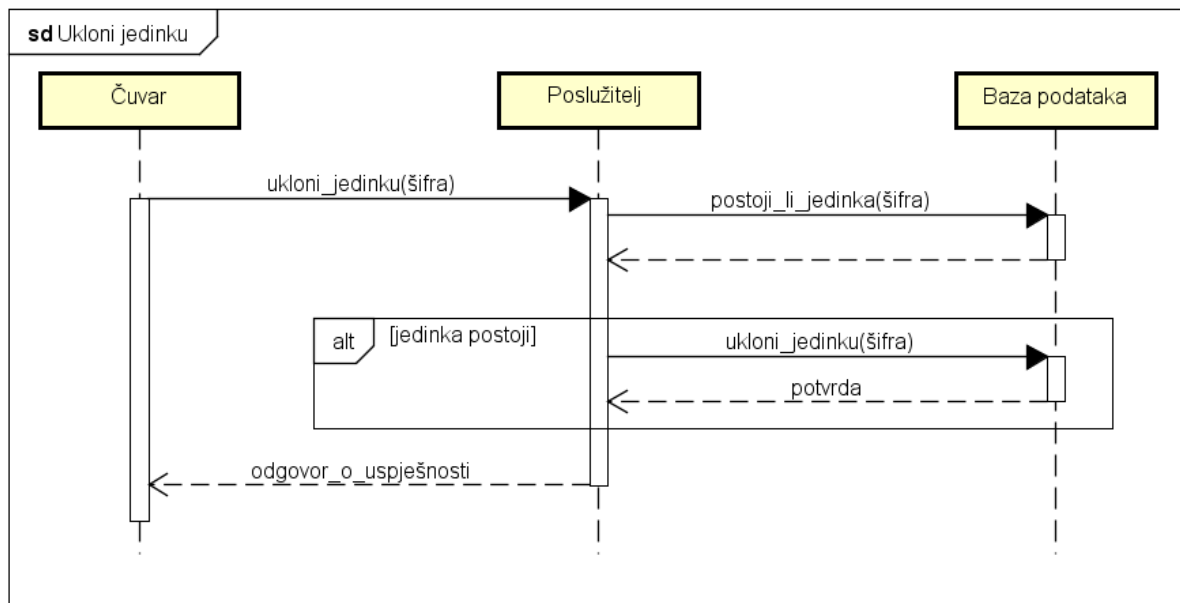 sd Ukloni jedinku
Čuvar
Poslužitelj
Baza podataka
ukloni_jedinku(šifra)
postoji_li_jedinka(šifra)
alt
[jedinka postoji]
ukloni_jedinku(šifra)
potvrda
odgovor_o_uspješnosti